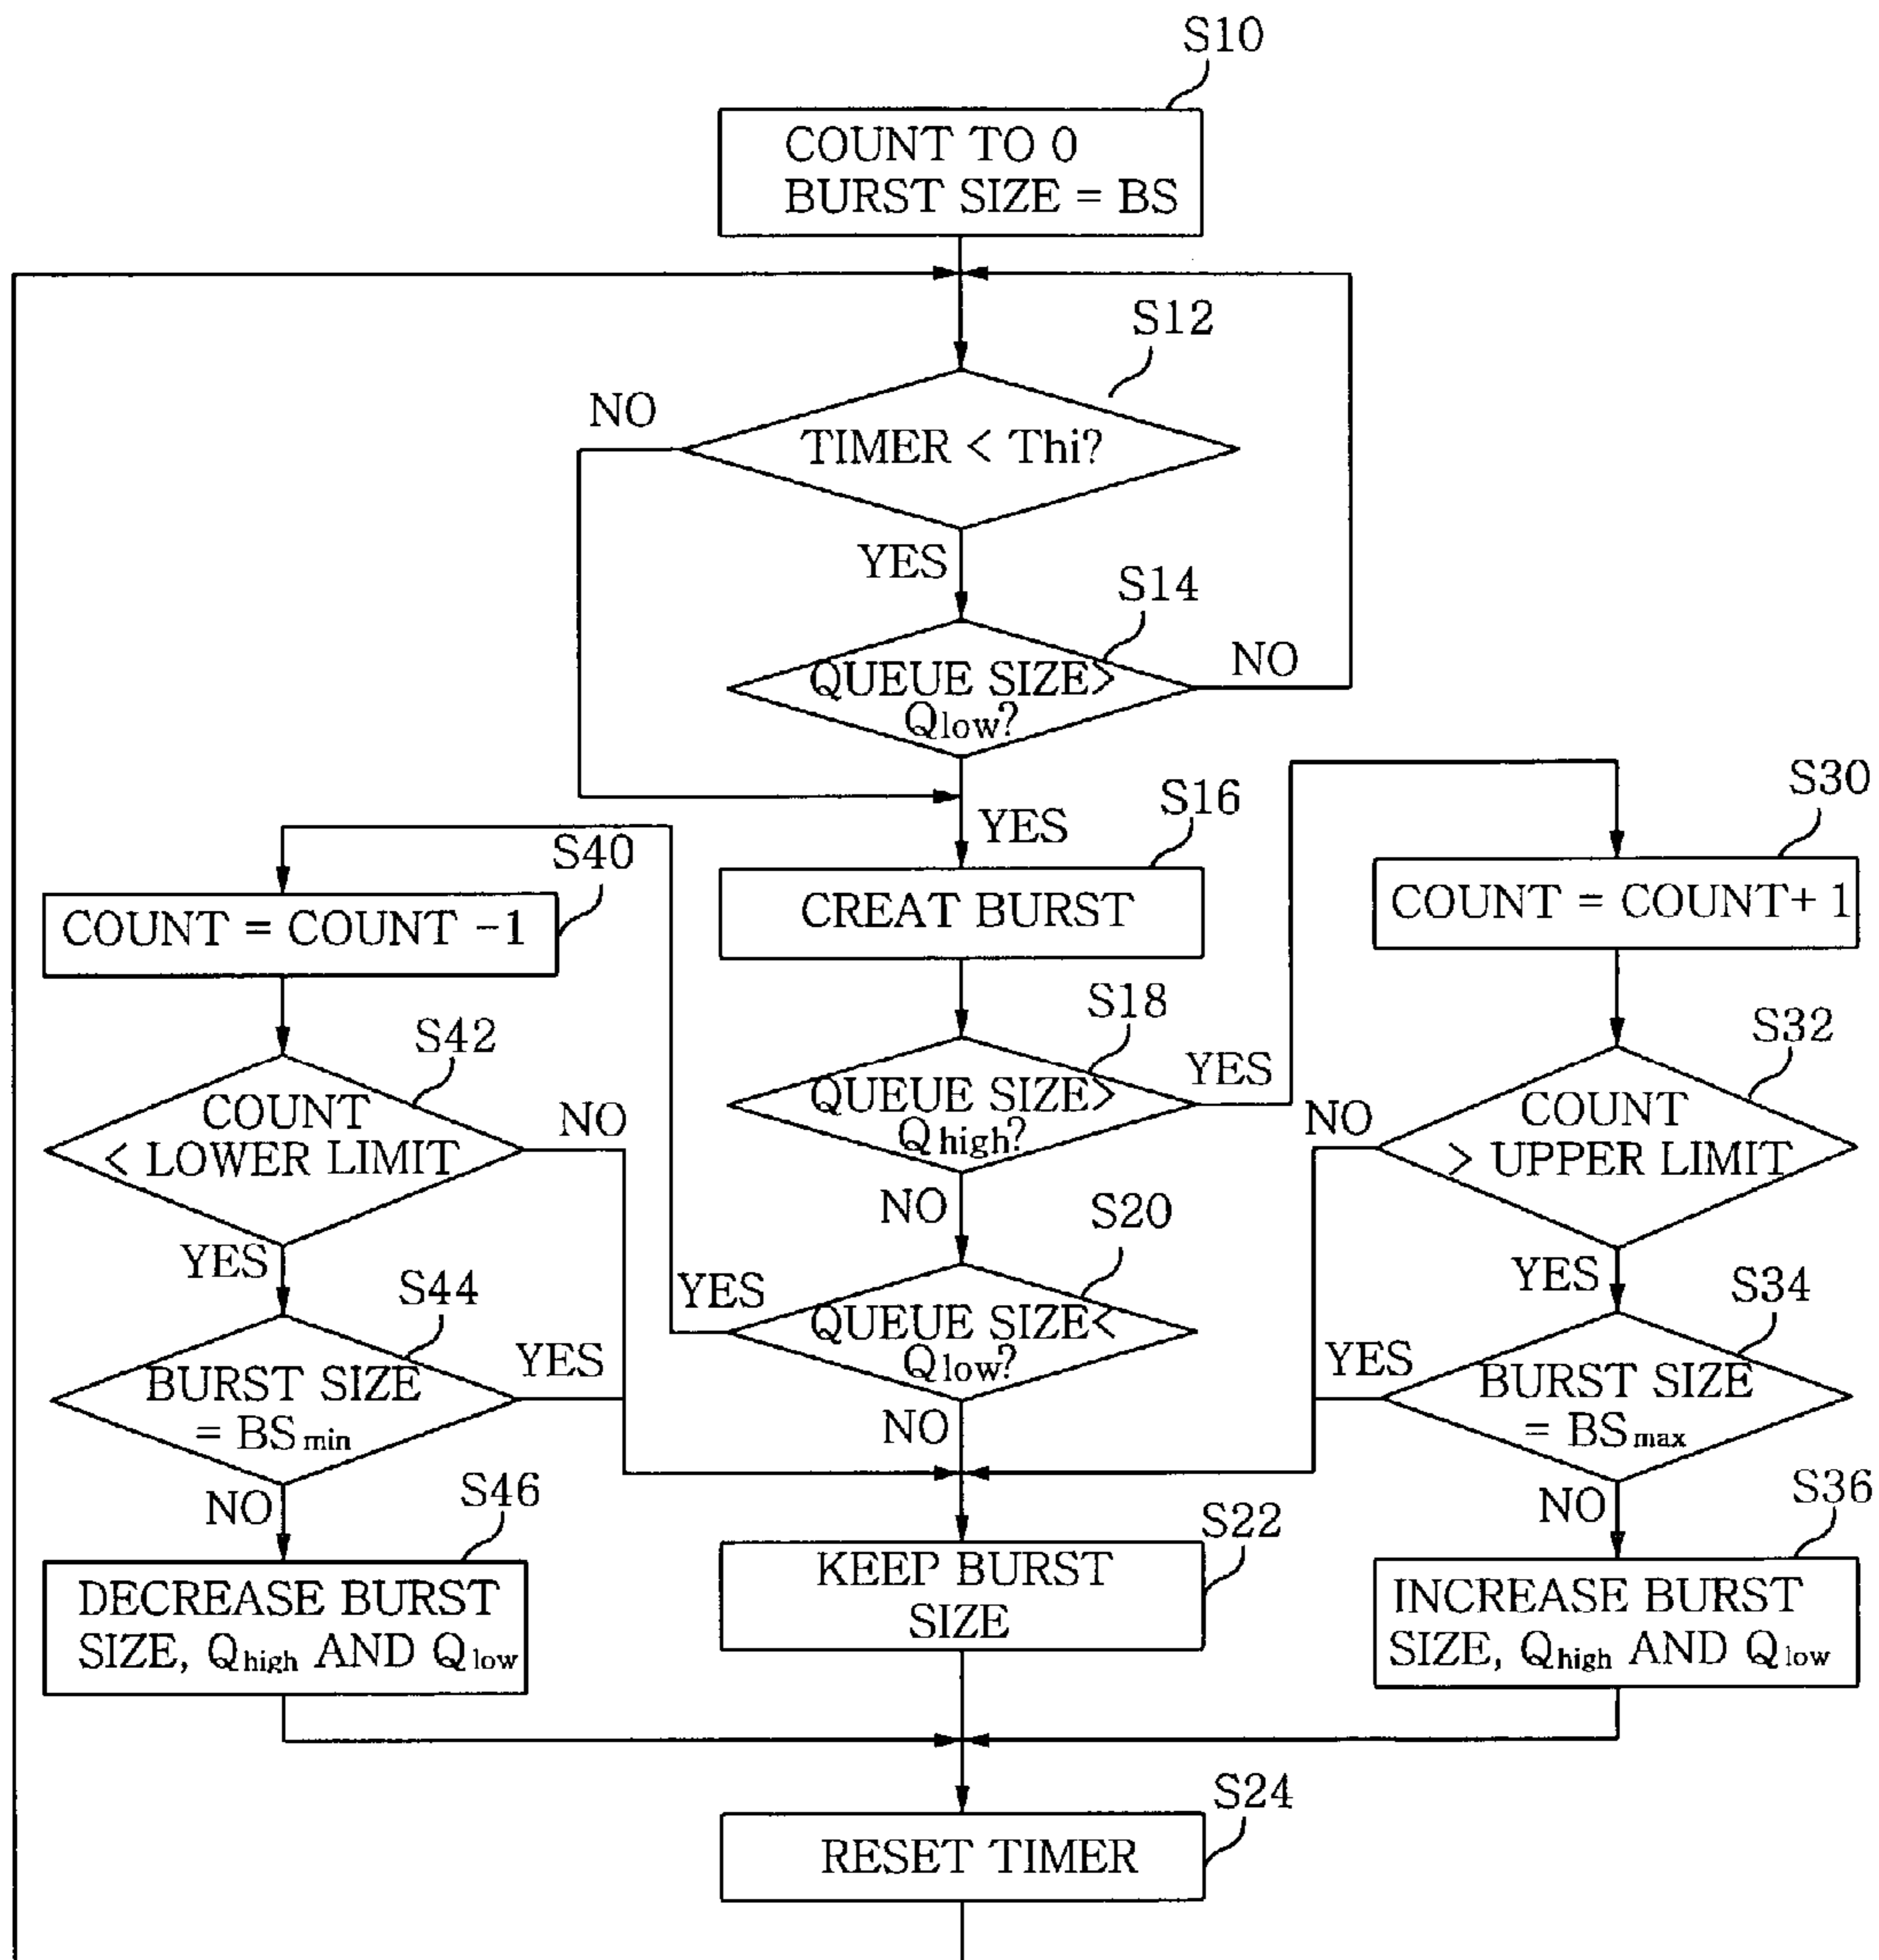 S10
COUNT TO 0
BURST SIZE = BS
S12
NO
TIMER < Thi?
YES
S14
QUEUE SIZE>
Qlow?
NO
S16
YES
CREAT BURST
S30
COUNT = COUNT+ 1
S40
COUNT = COUNT -1
S18
QUEUE SIZE>
Qhigh?
YES
NO
S42
COUNT
< LOWER LIMIT
NO
YES
S32
COUNT
> UPPER LIMIT
NO
YES
S20
QUEUE SIZE<
Qlow?
YES
NO
S44
BURST SIZE
= BSmin
YES
NO
S34
BURST SIZE
= BSmax
YES
NO
S46
DECREASE BURST
SIZE, Qhigh AND Qlow
S22
KEEP BURST
SIZE
S36
INCREASE BURST
SIZE, Qhigh AND Qlow
S24
RESET TIMER